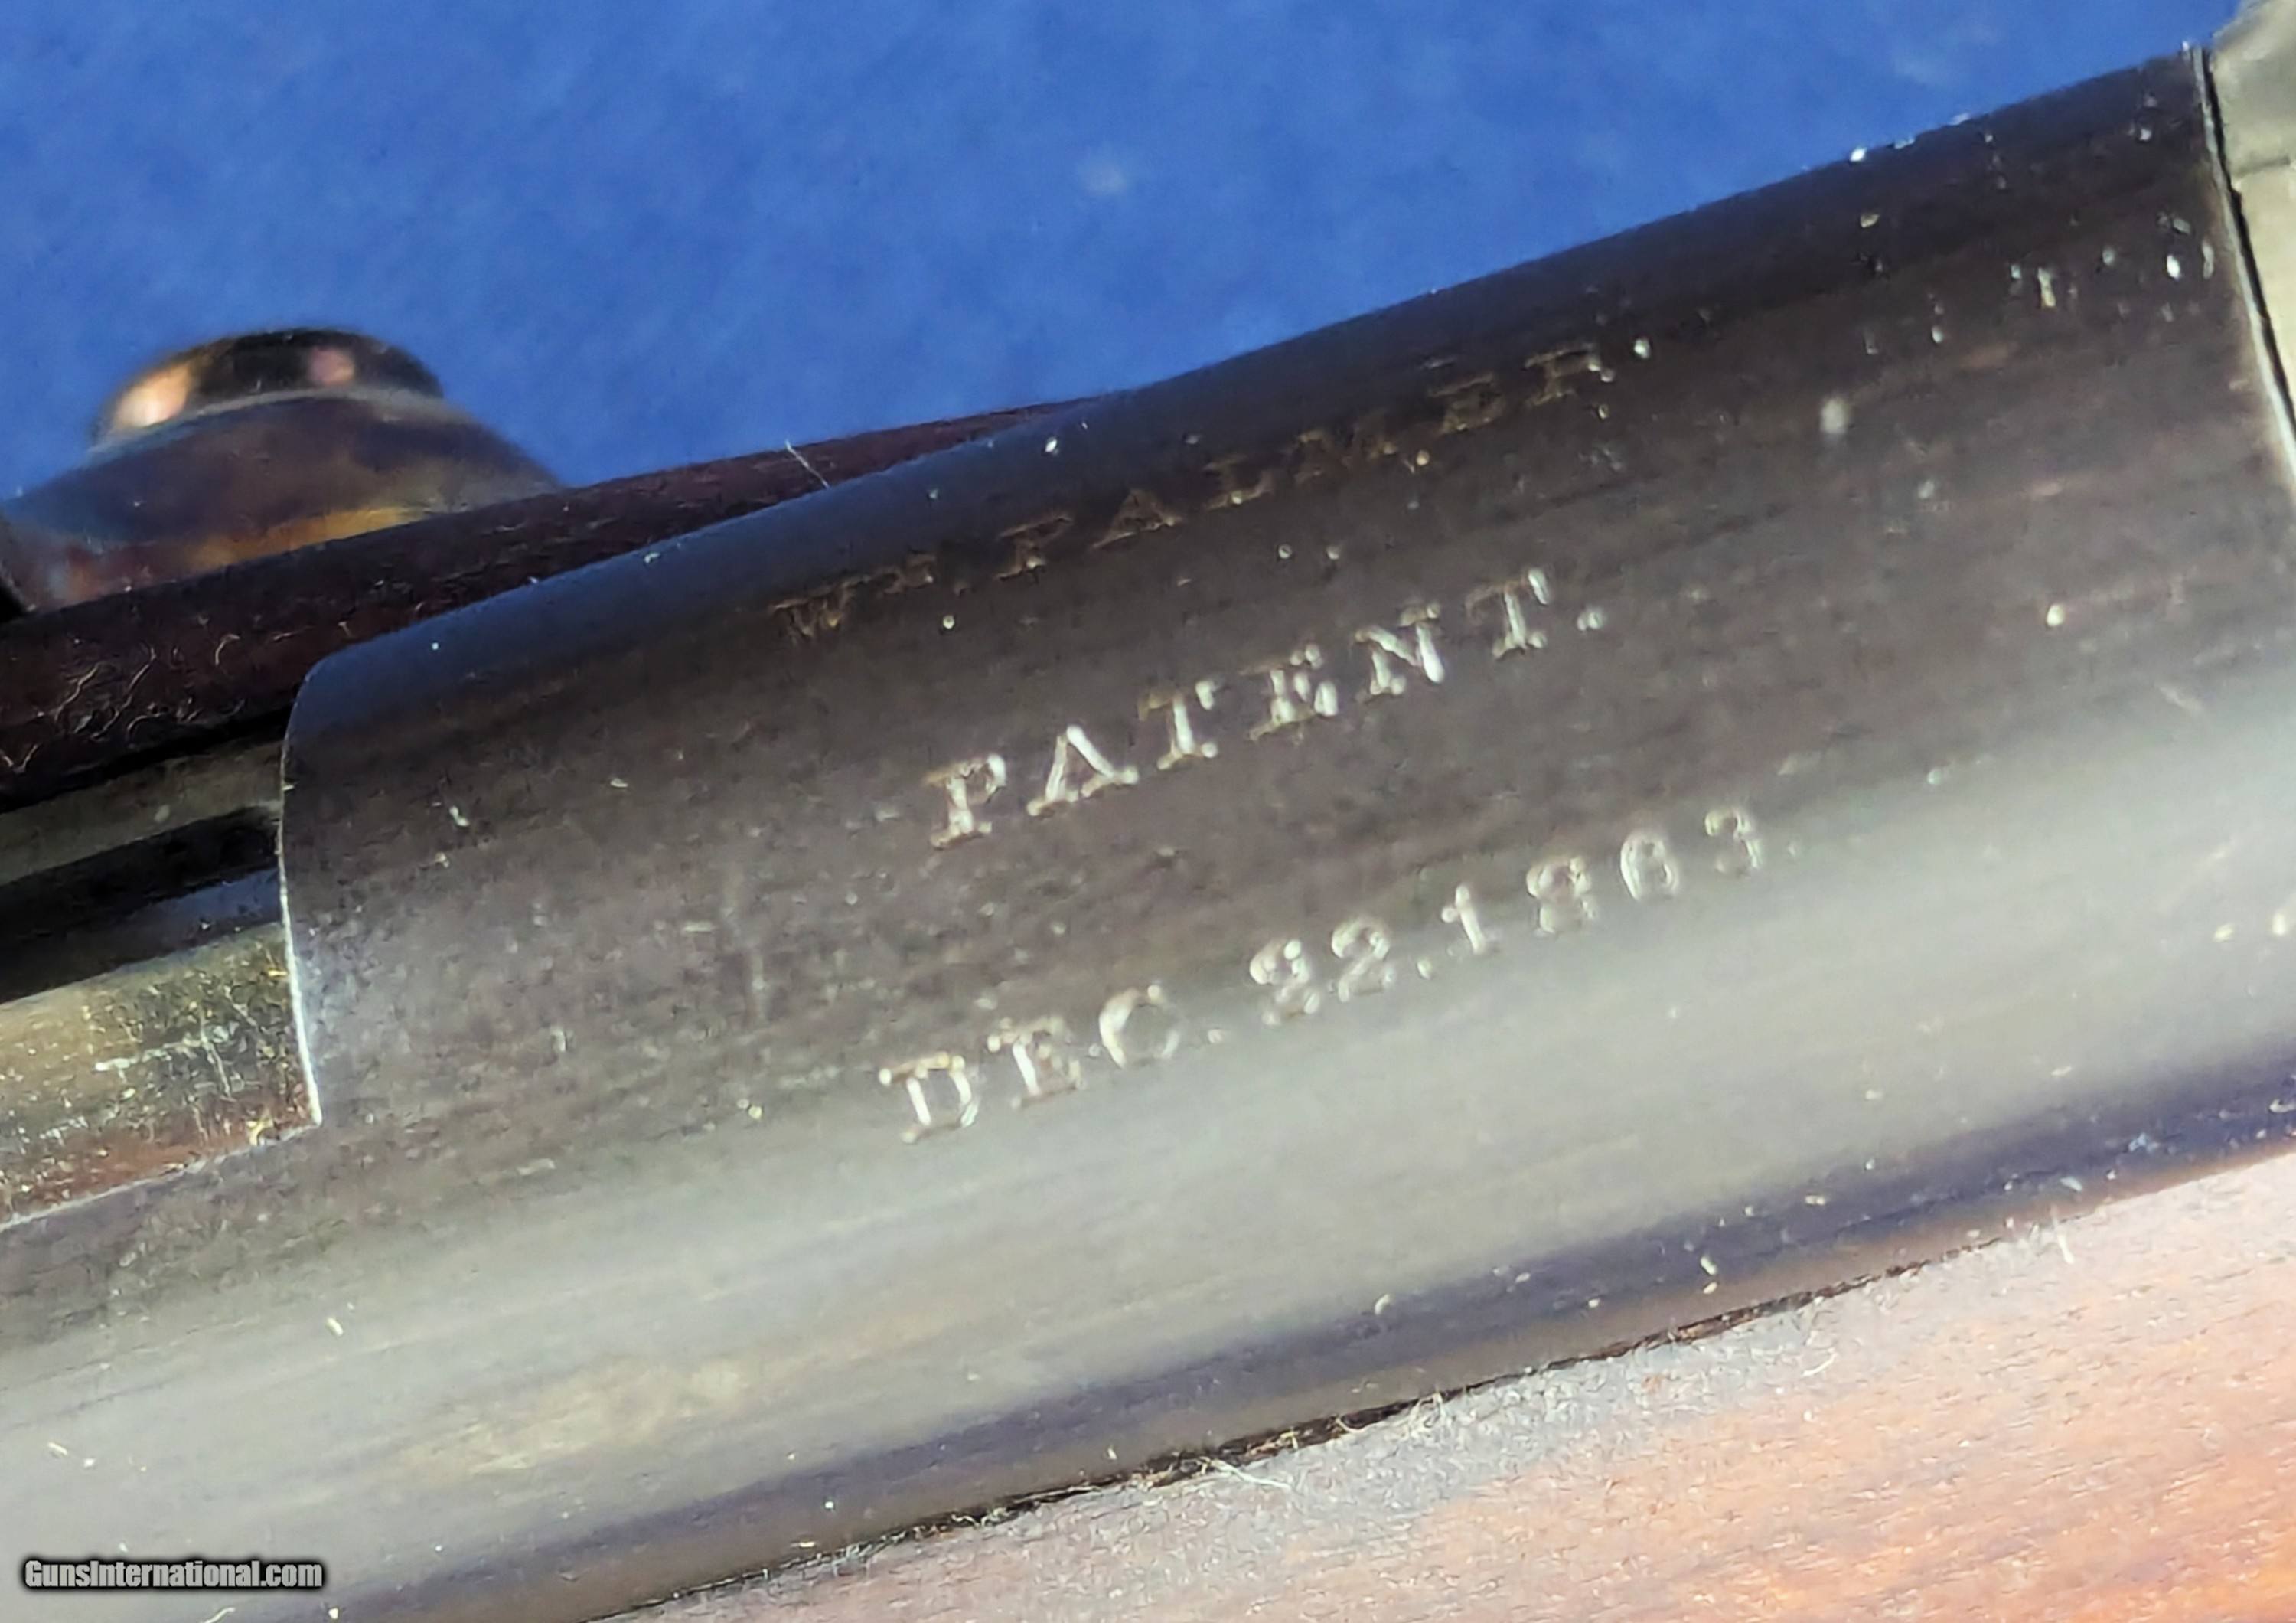 WM. PALMER.
PATENT.
DEC. 22. 1863.
GunsInternational.com